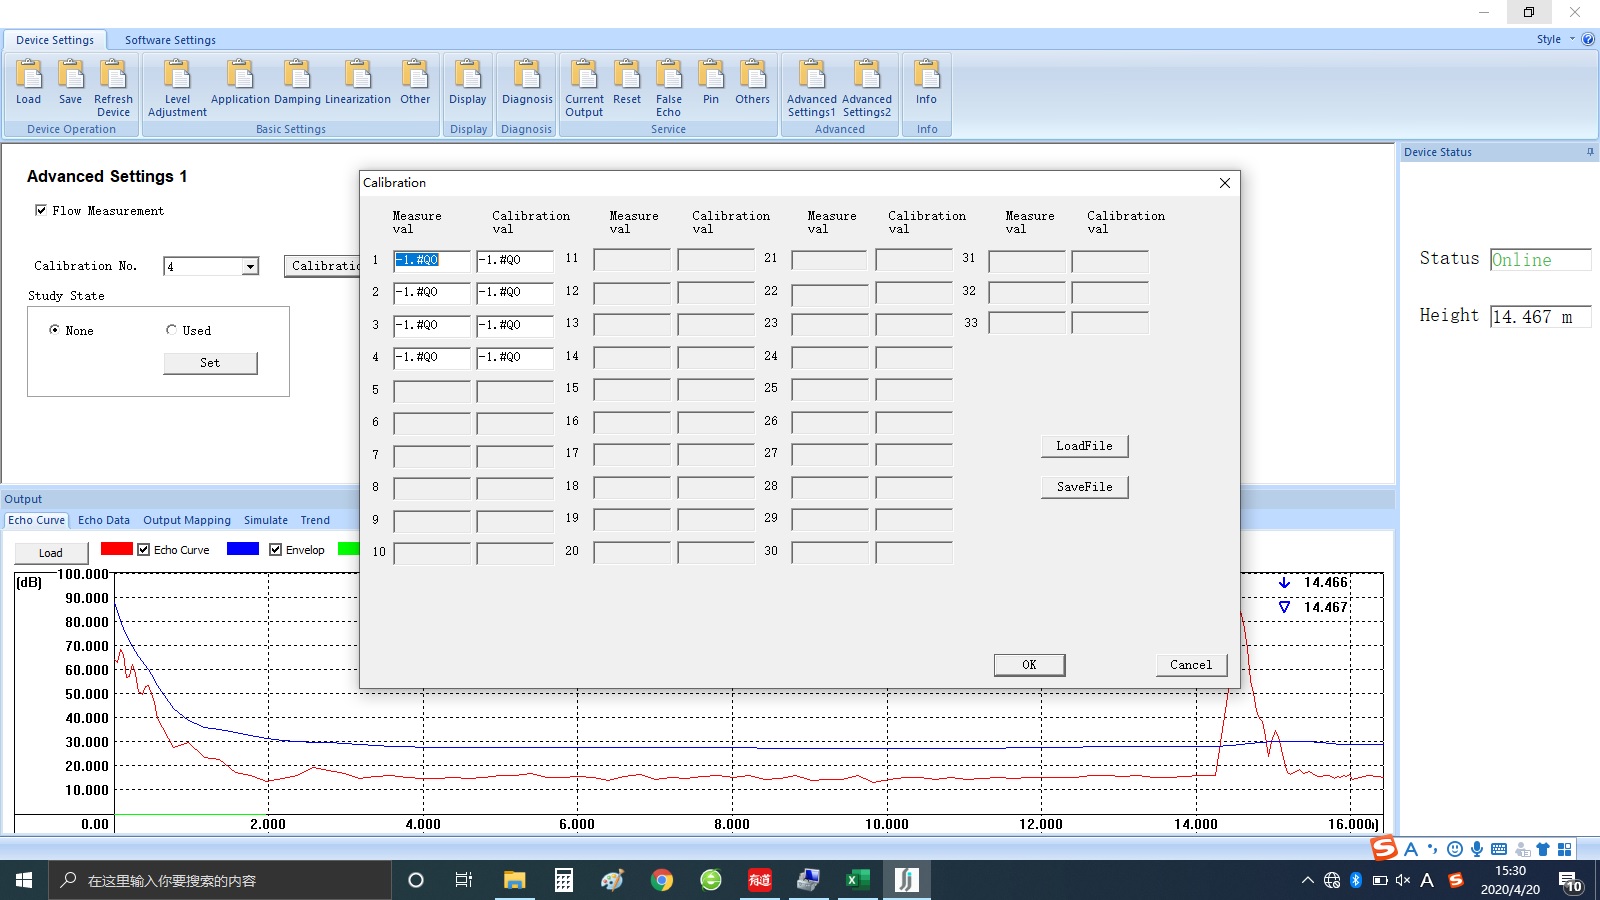 Device Settings Software Settings Style
Load Save Refresh Device Level Adjustment Application Damping Linearization Other Display Diagnosis Current Output Reset False Echo Pin Others Advanced Settings1 Advanced Settings2 Info
Device Operation Basic Settings Display Diagnosis Service Advanced Info
Device Status
Advanced Settings 1
Flow Measurement
Calibration No. 4 Calibratio
Study State
None Used
Set
Calibration
Measure val Calibration val Measure val Calibration val Measure val Calibration val Measure val Calibration val
1 -1.#QO -1.#QO 11 21 31
2 -1.#QO -1.#QO 12 22 32
3 -1.#QO -1.#QO 13 23 33
4 -1.#QO -1.#QO 14 24
5 15 25
6 16 26
7 17 27
8 18 28
9 19 29
10 20 30
LoadFile
SaveFile
OK Cancel
Status Online
Height 14.467 m
Output
Echo Curve Echo Data Output Mapping Simulate Trend
Load Echo Curve Envelop
(dB) 100.000
90.000
80.000
70.000
60.000
50.000
40.000
30.000
20.000
10.000
14.466
14.467
0.00 2.000 4.000 6.000 8.000 10.000 12.000 14.000 16.000
在这里输入你要搜索的内容
有道
A
15:30
2020/4/20
10